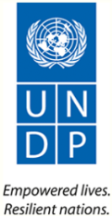 U N
D P
Empowered lives.
Resilient nations.